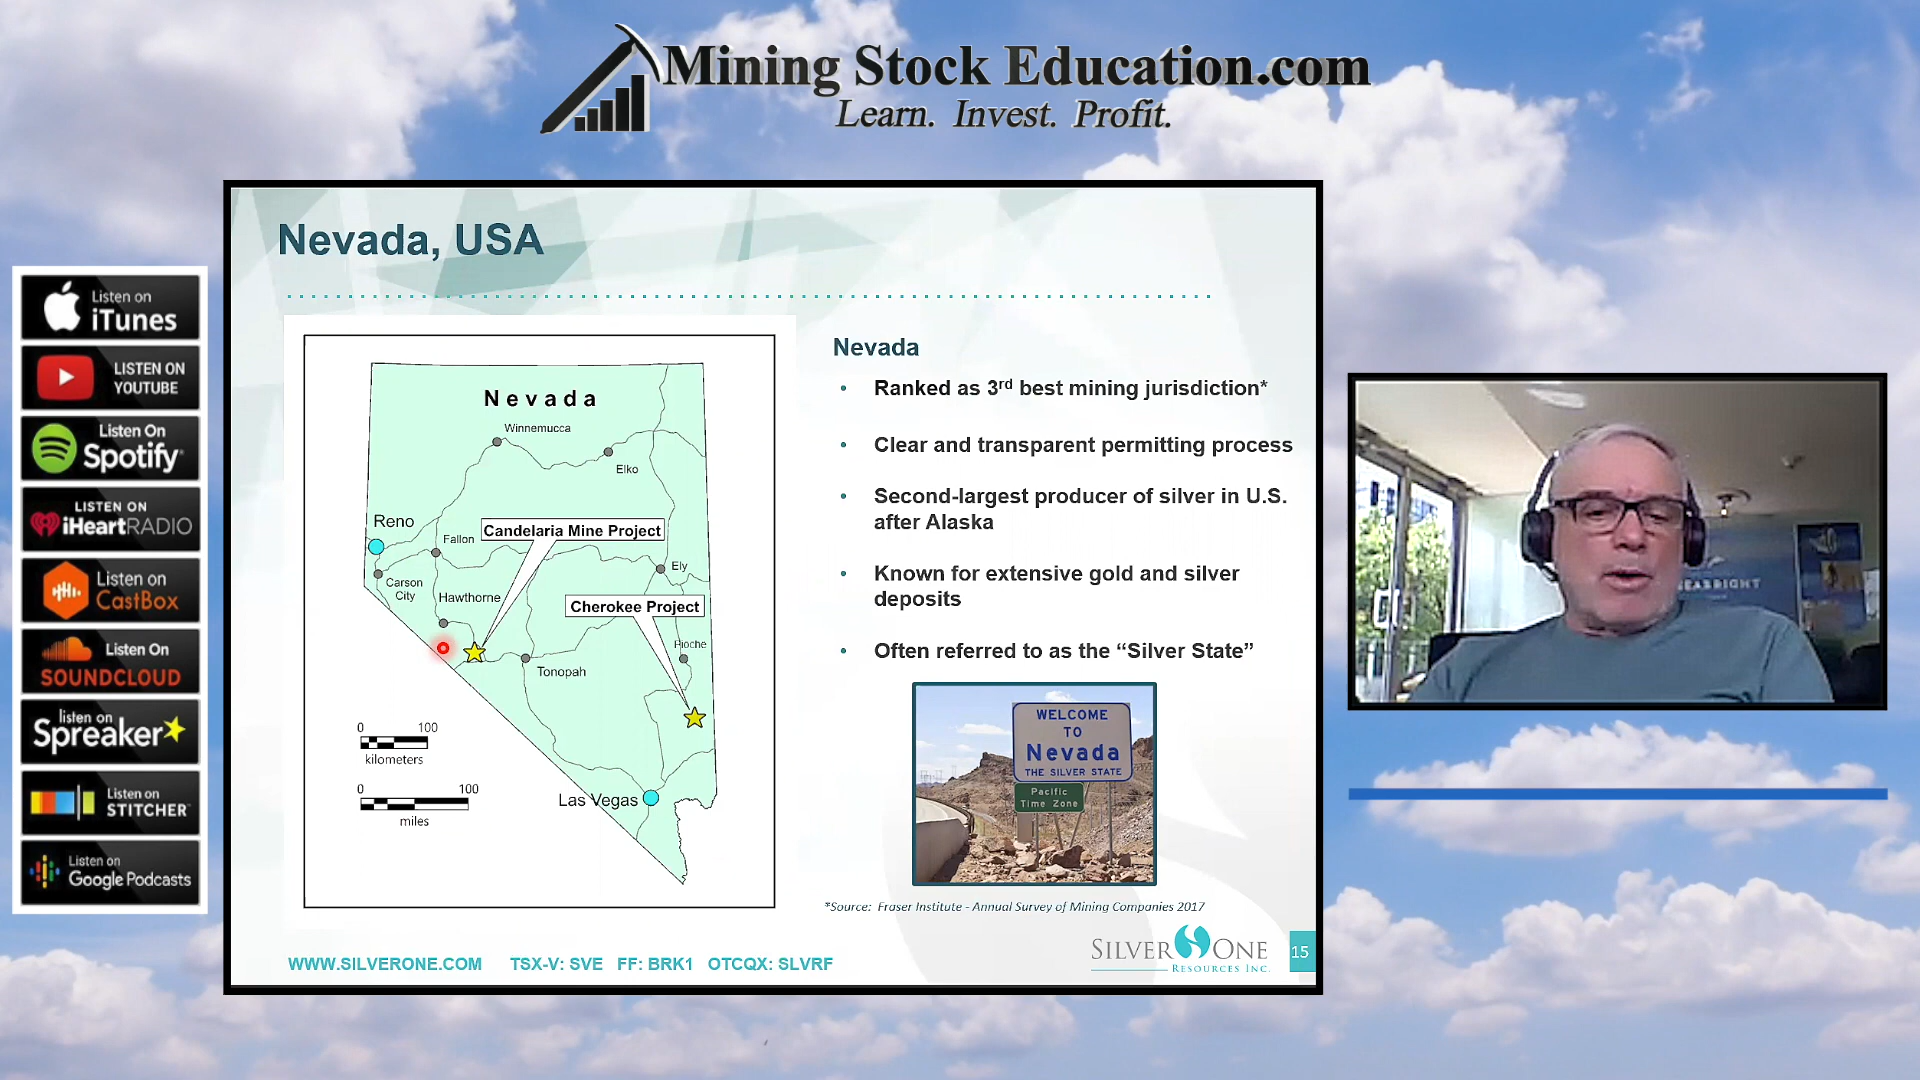 Mining Stock Education.com
Learn. Invest. Profit.
Listen on
iTunes
LISTEN ON
YOUTUBE
Listen On
Spotify
LISTEN ON
iHeartRADIO
Listen on
CastBox
Listen On
SOUNDCLOUD
listen on
Spreaker
Listen on
STITCHER
Listen on
Google Podcasts
Nevada, USA
Nevada
Winnemucca
Elko
Reno
Candelaria Mine Project
Fallon
Ely
Carson
City
Hawthorne
Cherokee Project
Pioche
Tonopah
0 100
kilometers
0 100
miles
Las Vegas
Nevada
• Ranked as 3rd best mining jurisdiction*
• Clear and transparent permitting process
• Second-largest producer of silver in U.S.
after Alaska
• Known for extensive gold and silver
deposits
• Often referred to as the “Silver State”
WELCOME
TO
Nevada
THE SILVER STATE
Pacific
Time Zone
*Source: Fraser Institute - Annual Survey of Mining Companies 2017
WWW.SILVERONE.COM TSX-V: SVE FF: BRK1 OTCQX: SLVRF
SILVER ONE
RESOURCES INC.
15